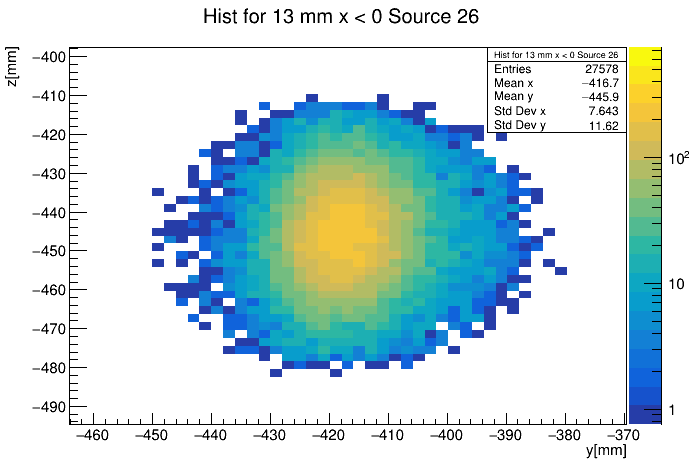 Hist for 13 mm x < 0 Source 26
z[mm]
Hist for 13 mm x < 0 Source 26
Entries 27578
Mean x −416.7
Mean y −445.9
Std Dev x 7.643
Std Dev y 11.62
−400
−410
−420
−430
−440
−450
−460
−470
−480
−490
−460 −450 −440 −430 −420 −410 −400 −390 −380 −370
y[mm]
10²
10
1